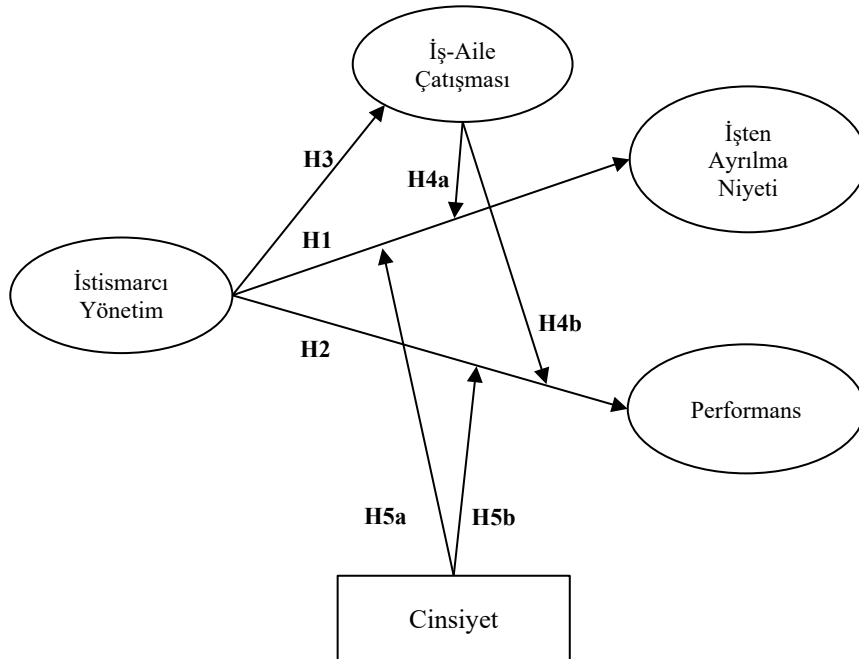 İş-Aile
Çatışması
İşten
Ayrılma
Niyeti
H3
H4a
H1
İstismarcı
Yönetim
H2
H4b
Performans
H5a
H5b
Cinsiyet